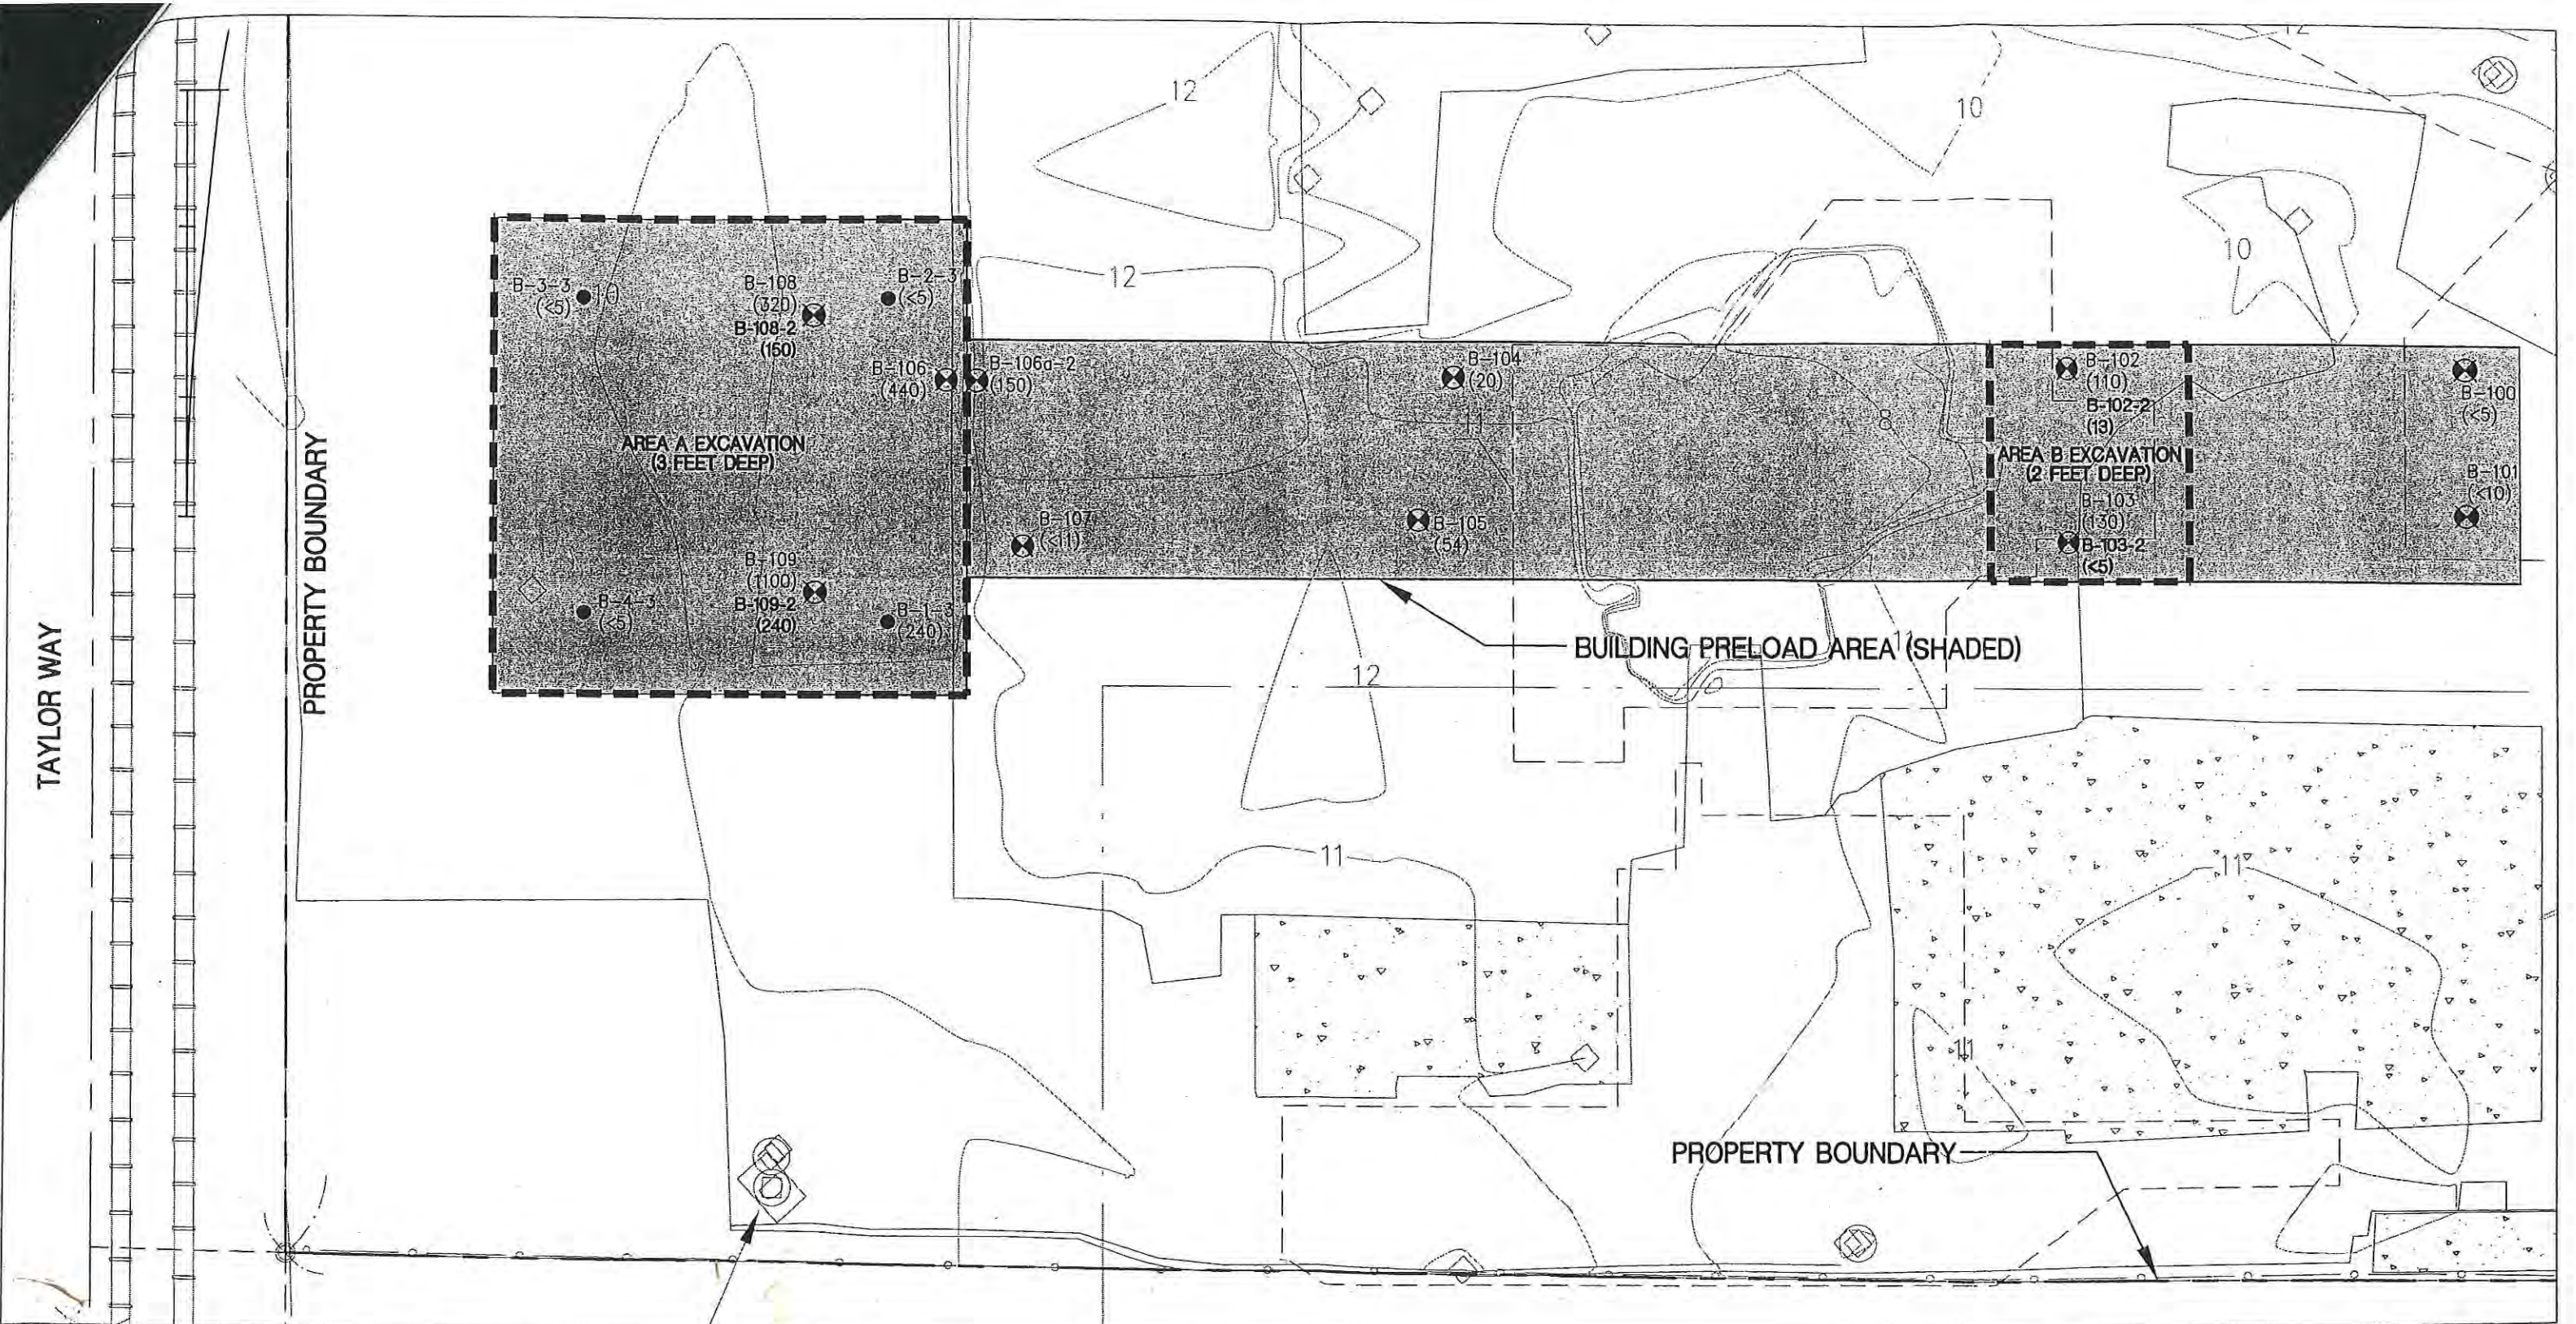 12
12
10
10
12
B-3-3
(<5)
10
B-108
(320)
B-108-2
(150)
B-2-3
(<5)
B-106
(440)
B-106a-2
(150)
B-104
(20)
11
8
B-102
(110)
B-102-2
(13)
B-100
(<5)
AREA A EXCAVATION
(3 FEET DEEP)
AREA B EXCAVATION
(2 FEET DEEP)
B-101
(<10)
B-107
(<11)
B-105
(54)
B-103
(130)
B-103-2
(<5)
B-109
(1100)
B-109-2
(240)
B-4-3
(<5)
B-1-3
(240)
TAYLOR WAY
PROPERTY BOUNDARY
BUILDING PRELOAD AREA (SHADED)
11
12
11
11
11
PROPERTY BOUNDARY